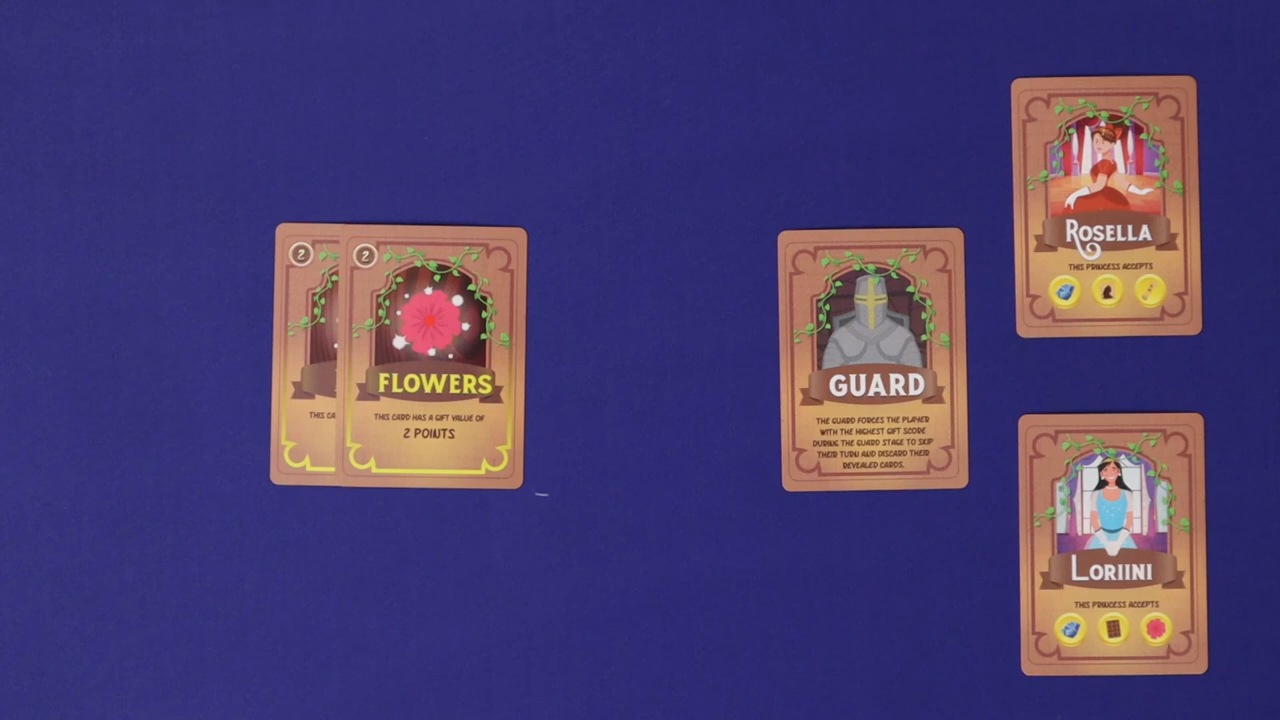 2
THIS CA
2
FLOWERS
THIS CARD HAS A GIFT VALUE OF
2 POINTS
GUARD
THE GUARD FORCES THE PLAYER
WITH THE HIGHEST GIFT SCORE
DURING THE GUARD STAGE TO SKIP
THEIR TURN AND DISCARD THEIR
REVEALED CARDS.
ROSELLA
THIS PRINCESS ACCEPTS
LORIINI
THIS PRINCESS ACCEPTS